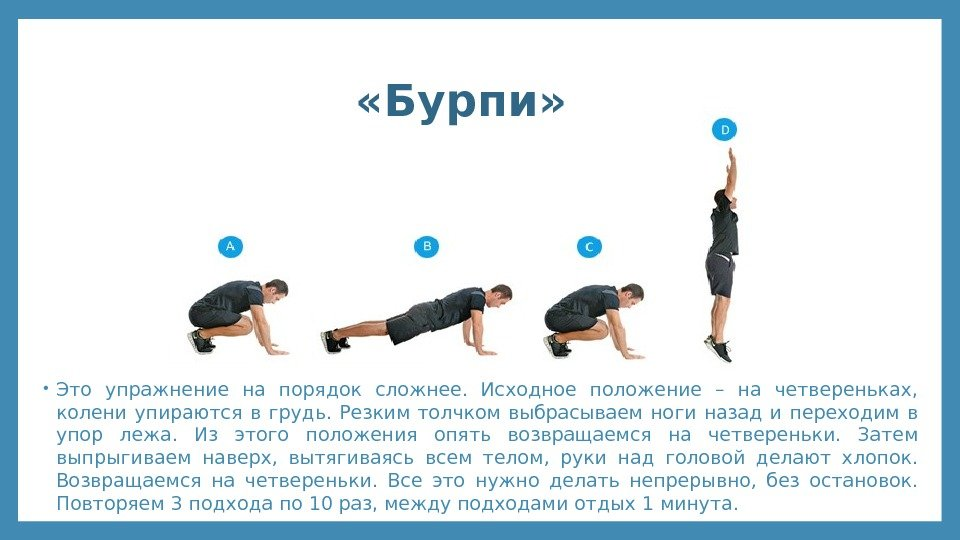 «Бурпи»
D
A B C
• Это упражнение на порядок сложнее. Исходное положение – на четвереньках,
колени упираются в грудь. Резким толчком выбрасываем ноги назад и переходим в
упор лежа. Из этого положения опять возвращаемся на четвереньки. Затем
выпрыгиваем наверх, вытягиваясь всем телом, руки над головой делают хлопок.
Возвращаемся на четвереньки. Все это нужно делать непрерывно, без остановок.
Повторяем 3 подхода по 10 раз, между подходами отдых 1 минута.